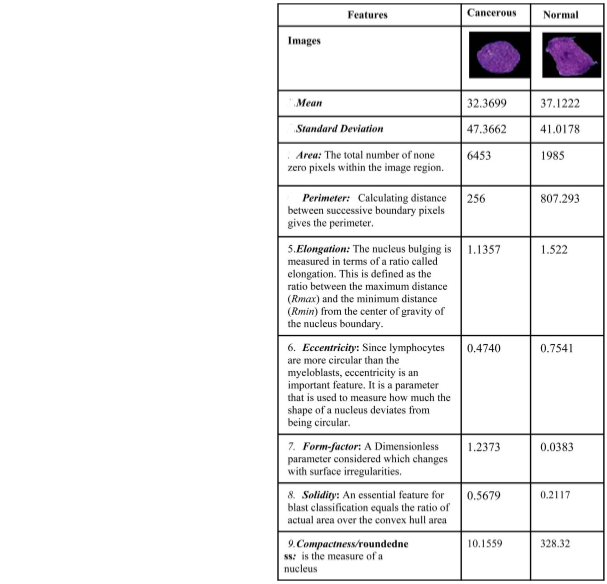 Features Cancerous Normal
Images
Mean 32.3699 37.1222
Standard Deviation 47.3662 41.0178
Area: The total number of none 6453 1985
zero pixels within the image region.
Perimeter: Calculating distance 256 807.293
between successive boundary pixels
gives the perimeter.
5.Elongation: The nucleus bulging is 1.1357 1.522
measured in terms of a ratio called
elongation. This is defined as the
ratio between the maximum distance
(Rmax) and the minimum distance
(Rmin) from the center of gravity of
the nucleus boundary.
6. Eccentricity: Since lymphocytes 0.4740 0.7541
are more circular than the
myeloblasts, eccentricity is an
important feature. It is a parameter
that is used to measure how much the
shape of a nucleus deviates from
being circular.
7. Form-factor: A Dimensionless 1.2373 0.0383
parameter considered which changes
with surface irregularities.
8. Solidity: An essential feature for 0.5679 0.2117
blast classification equals the ratio of
actual area over the convex hull area
9.Compactness/roundedne 10.1559 328.32
ss: is the measure of a
nucleus